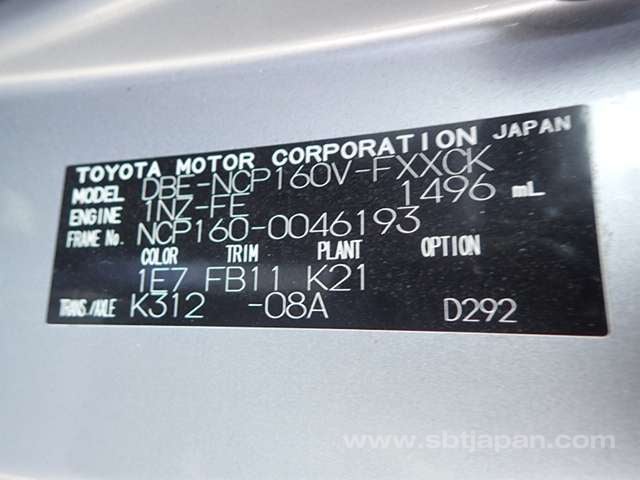 TOYOTA MOTOR CORPORATION JAPAN
MODEL DBE-NCP160V-FXXCK
ENGINE 1NZ-FE 1496 mL
FRAME No. NCP160-0046193
COLOR TRIM PLANT OPTION
1E7 FB11 K21
TRANS./AXLE K312 -08A D292
www.sbtjapan.com